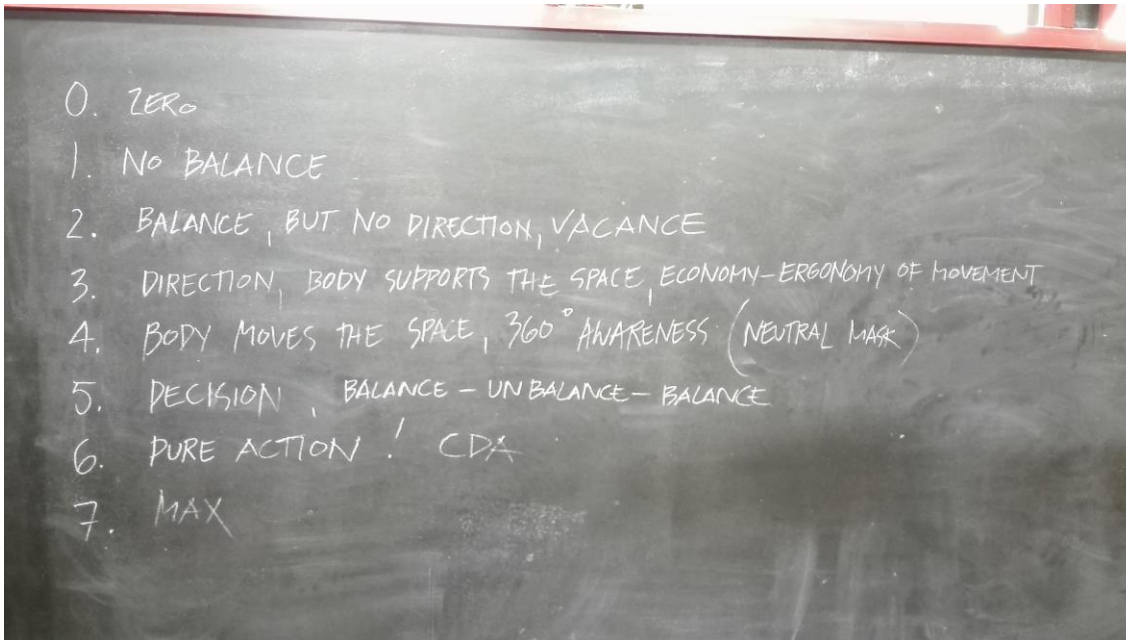 0. ZERO
1. NO BALANCE
2. BALANCE, BUT NO DIRECTION, VACANCE
3. DIRECTION, BODY SUPPORTS THE SPACE, ECONOMY-ERGONOMY OF MOVEMENT
4. BODY MOVES THE SPACE, 360° AWARENESS (NEUTRAL MASK)
5. DECISION, BALANCE - UNBALANCE - BALANCE
6. PURE ACTION! CDA
7. MAX